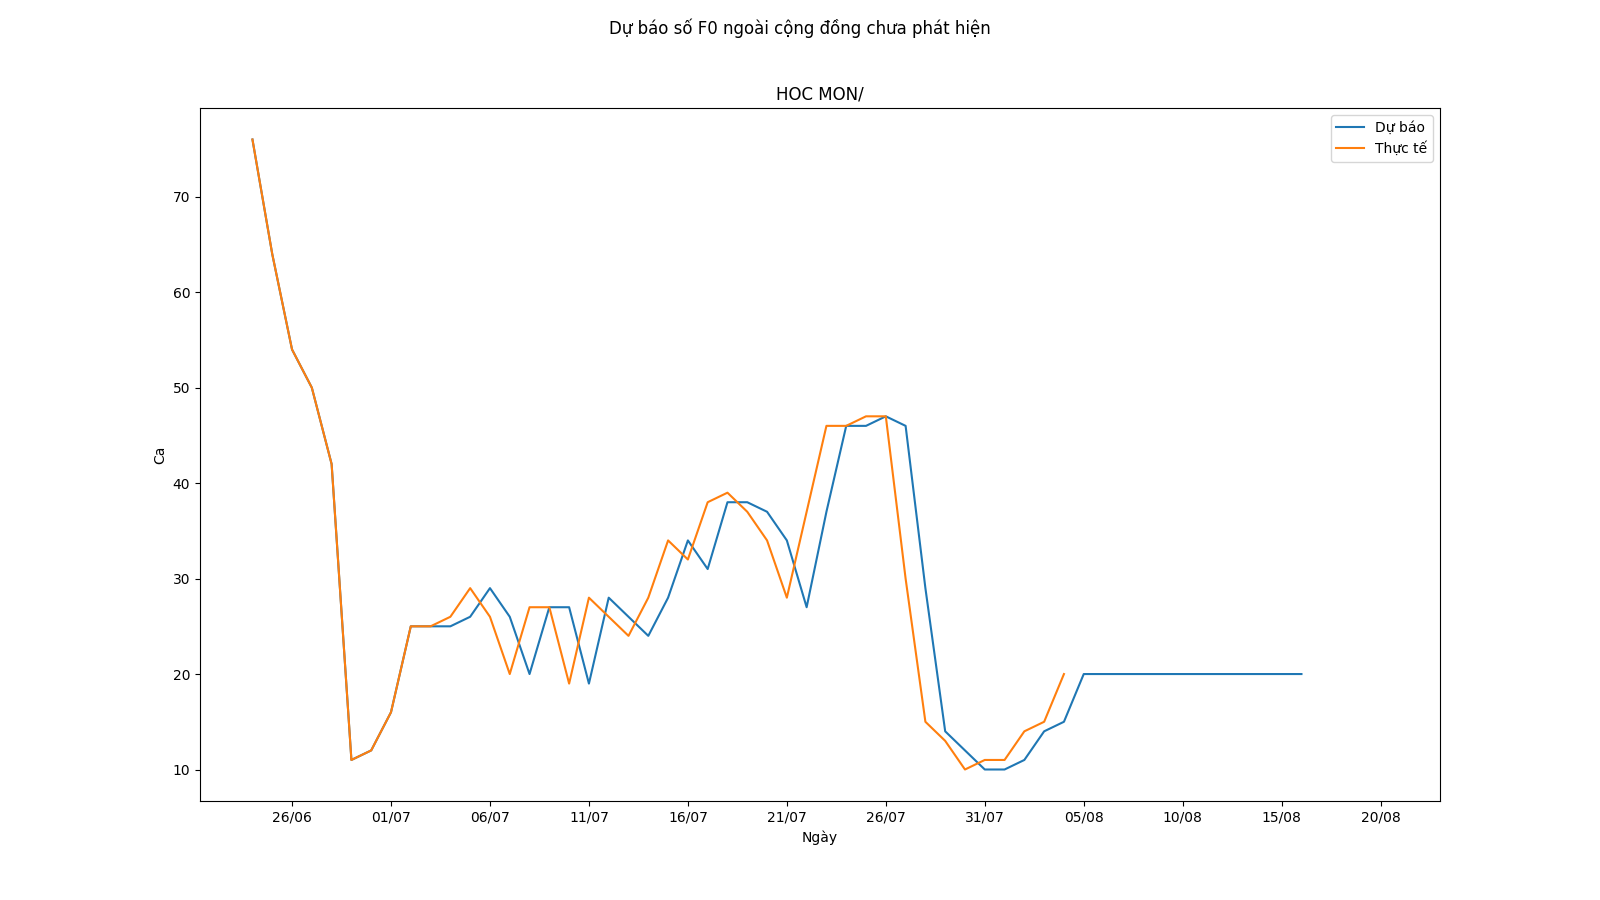 Dự báo số F0 ngoài cộng đồng chưa phát hiện
HOC MON/
Dự báo
Thực tế
70
60
50
40
30
20
10
Ca
26/06 01/07 06/07 11/07 16/07 21/07 26/07 31/07 05/08 10/08 15/08 20/08
Ngày